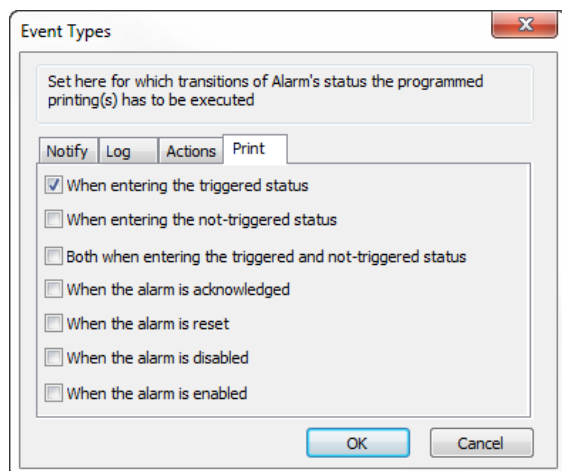 Event Types
X
Set here for which transitions of Alarm's status the programmed
printing(s) has to be executed
Notify Log Actions Print
When entering the triggered status
When entering the not-triggered status
Both when entering the triggered and not-triggered status
When the alarm is acknowledged
When the alarm is reset
When the alarm is disabled
When the alarm is enabled
OK Cancel